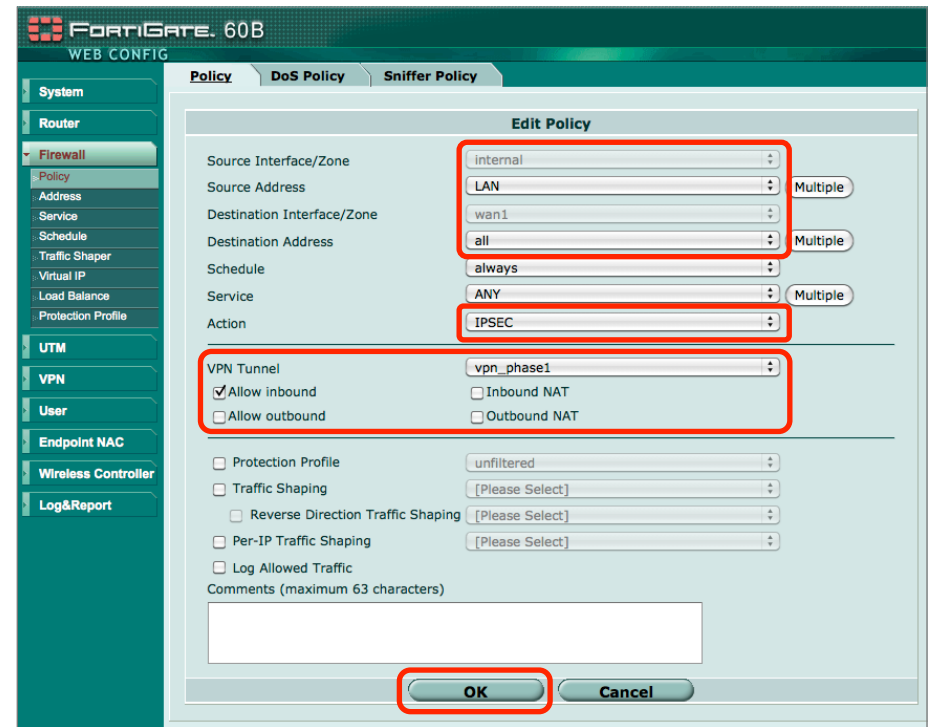 FORTIGATE. 60B
WEB CONFIG
Policy DoS Policy Sniffer Policy
System
Router
Firewall
Policy
Address
Service
Schedule
Traffic Shaper
Virtual IP
Load Balance
Protection Profile
UTM
VPN
User
Endpoint NAC
Wireless Controller
Log&Report
Edit Policy
Source Interface/Zone internal
Source Address LAN Multiple
Destination Interface/Zone wan1
Destination Address all Multiple
Schedule always
Service ANY Multiple
Action IPSEC
VPN Tunnel vpn_phase1
Allow inbound Inbound NAT
Allow outbound Outbound NAT
Protection Profile unfiltered
Traffic Shaping [Please Select]
Reverse Direction Traffic Shaping [Please Select]
Per-IP Traffic Shaping [Please Select]
Log Allowed Traffic
Comments (maximum 63 characters)
OK Cancel